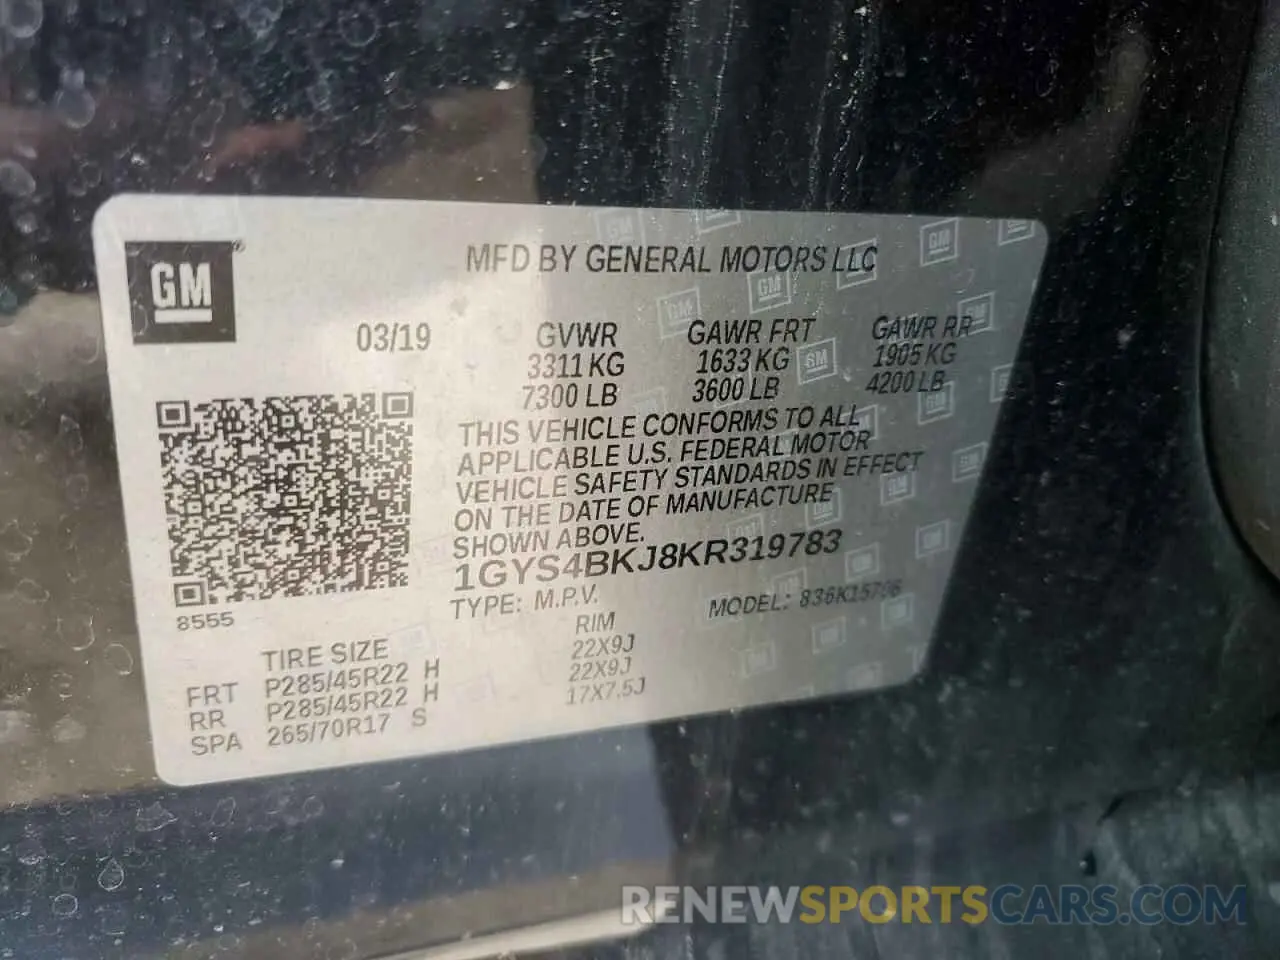 GM
MFD BY GENERAL MOTORS LLC
03/19 GVWR GAWR FRT GAWR RR
3311 KG 1633 KG 1905 KG
7300 LB 3600 LB 4200 LB
THIS VEHICLE CONFORMS TO ALL
APPLICABLE U.S. FEDERAL MOTOR
VEHICLE SAFETY STANDARDS IN EFFECT
ON THE DATE OF MANUFACTURE
SHOWN ABOVE.
1GYS4BKJ8KR319783
TYPE: M.P.V. MODEL:
8555
TIRE SIZE RIM
FRT P285/45R22 H 22X9J
RR P285/45R22 H 22X9J
SPA 265/70R17 S 17X7.5J
RENEWSPORTSCARS.COM